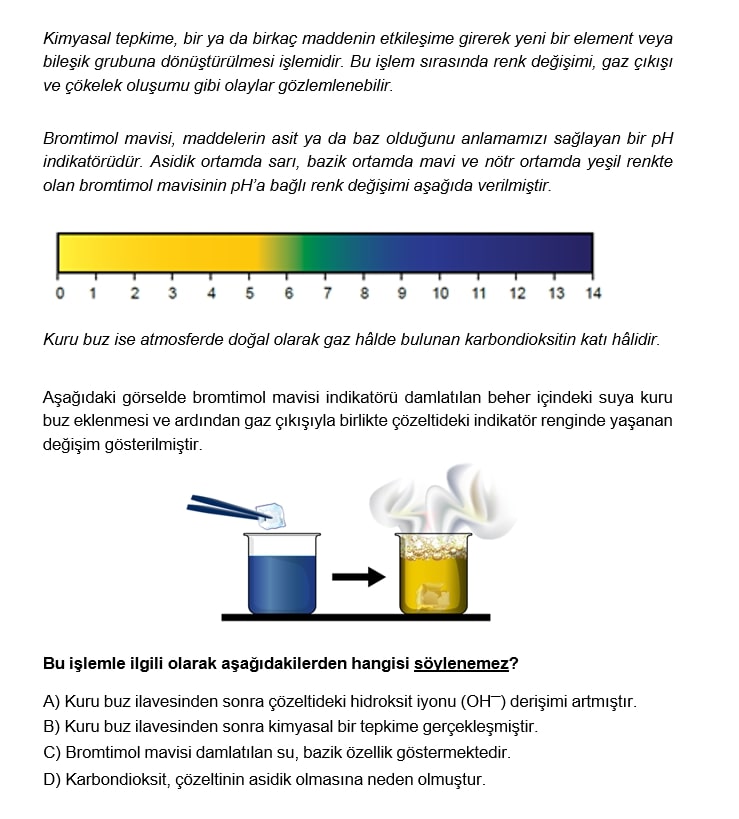 Kimyasal tepkime, bir ya da birkaç maddenin etkileşime girerek yeni bir element veya
bileşik grubuna dönüştürülmesi işlemidir. Bu işlem sırasında renk değişimi, gaz çıkışı
ve çökelek oluşumu gibi olaylar gözlemlenebilir.
Bromtimol mavisi, maddelerin asit ya da baz olduğunu anlamamızı sağlayan bir pH
indikatörüdür. Asidik ortamda sarı, bazik ortamda mavi ve nötr ortamda yeşil renkte
olan bromtimol mavisinin pH'a bağlı renk değişimi aşağıda verilmiştir.
0 1 2 3 4 5 6 7 8 9 10 11 12 13 14
Kuru buz ise atmosferde doğal olarak gaz hâlde bulunan karbondioksitin katı hâlidir.
Aşağıdaki görselde bromtimol mavisi indikatörü damlatılan beher içindeki suya kuru
buz eklenmesi ve ardından gaz çıkışıyla birlikte çözeltideki indikatör renginde yaşanan
değişim gösterilmiştir.
Bu işlemle ilgili olarak aşağıdakilerden hangisi söylenemez?
A) Kuru buz ilavesinden sonra çözeltideki hidroksit iyonu (OH⁻) derişimi artmıştır.
B) Kuru buz ilavesinden sonra kimyasal bir tepkime gerçekleşmiştir.
C) Bromtimol mavisi damlatılan su, bazik özellik göstermektedir.
D) Karbondioksit, çözeltinin asidik olmasına neden olmuştur.